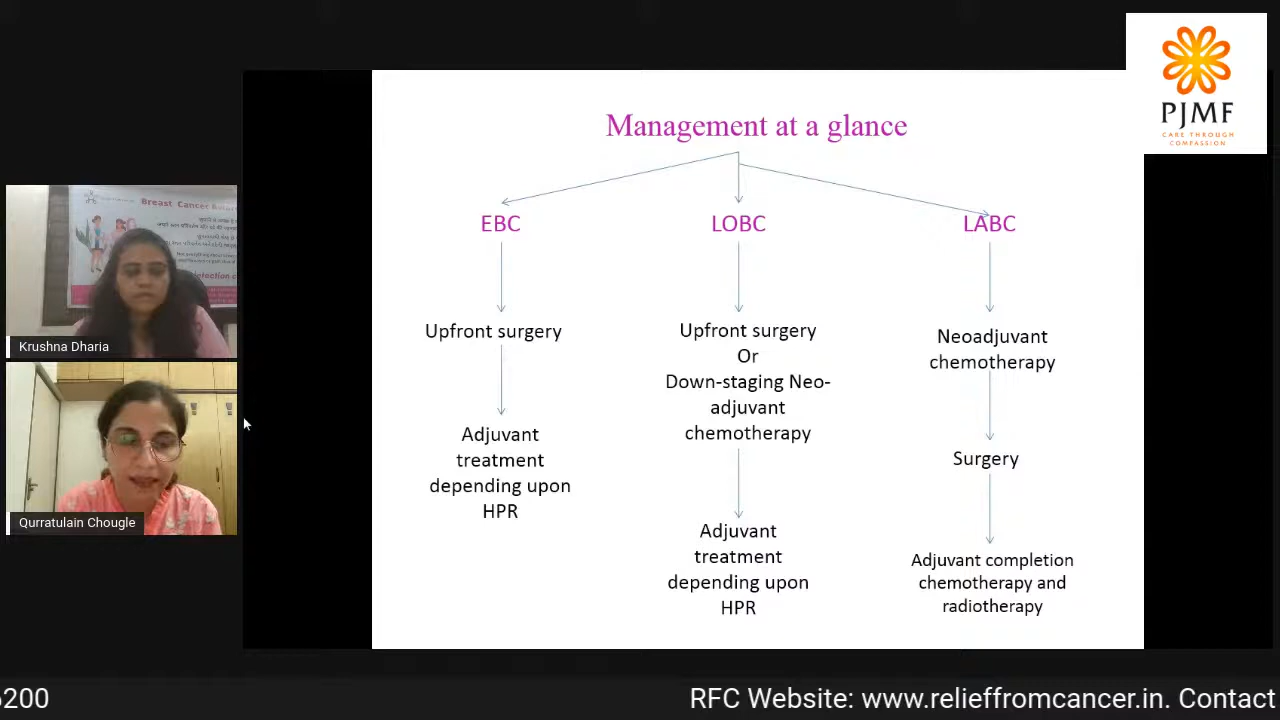 PJMF
CARE THROUGH
COMPASSION
Management at a glance
EBC
LOBC
LABC
Upfront surgery
Adjuvant
treatment
depending upon
HPR
Upfront surgery
Or
Down-staging Neo-
adjuvant
chemotherapy
Adjuvant
treatment
depending upon
HPR
Neoadjuvant
chemotherapy
Surgery
Adjuvant completion
chemotherapy and
radiotherapy
Breast Cancer
Krushna Dharia
Qurratulain Chougle
6200
RFC Website: www.relieffromcancer.in. Contact